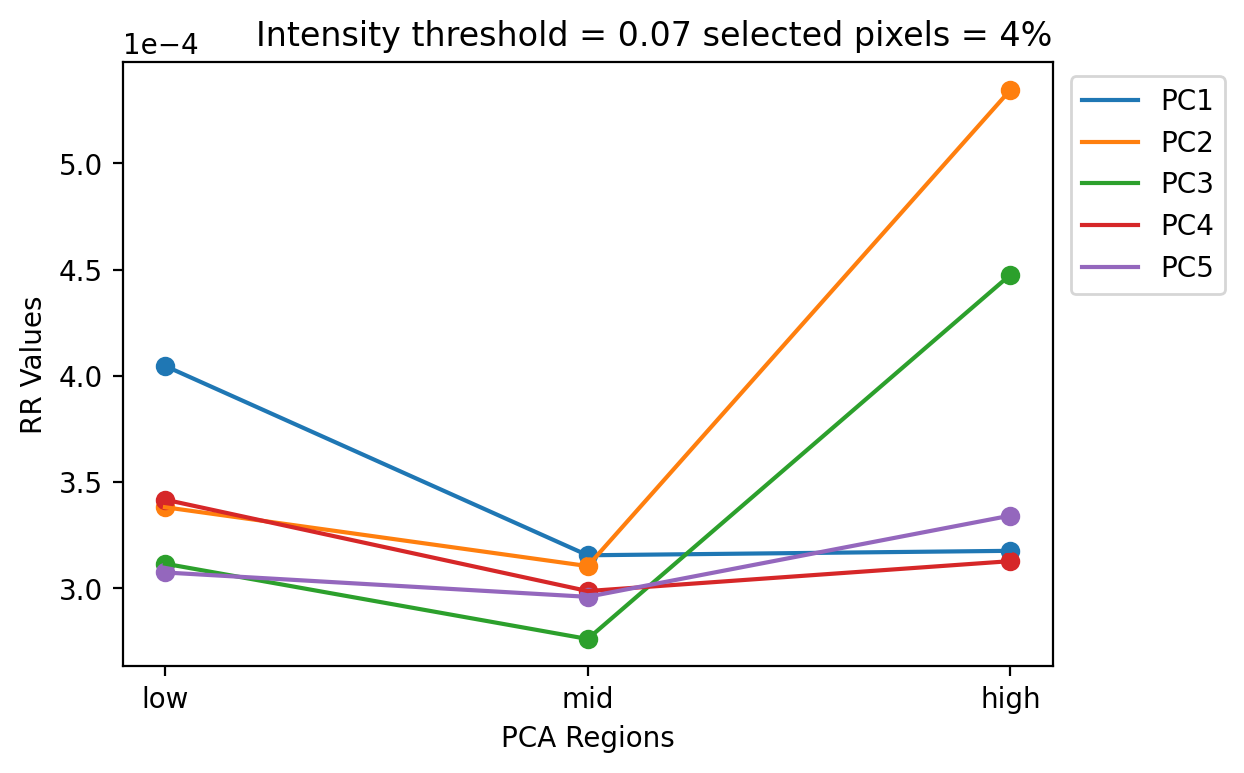 Intensity threshold = 0.07 selected pixels = 4%
1e−4
5.0
4.5
4.0
3.5
3.0
RR Values
low
mid
high
PCA Regions
PC1
PC2
PC3
PC4
PC5